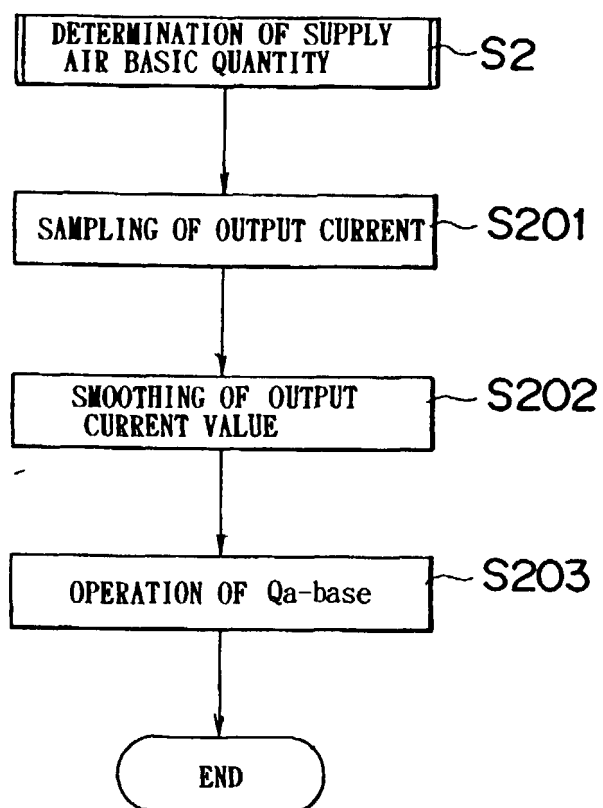 DETERMINATION OF SUPPLY
AIR BASIC QUANTITY
S2
SAMPLING OF OUTPUT CURRENT
S201
SMOOTHING OF OUTPUT
CURRENT VALUE
S202
OPERATION OF Qa-base
S203
END